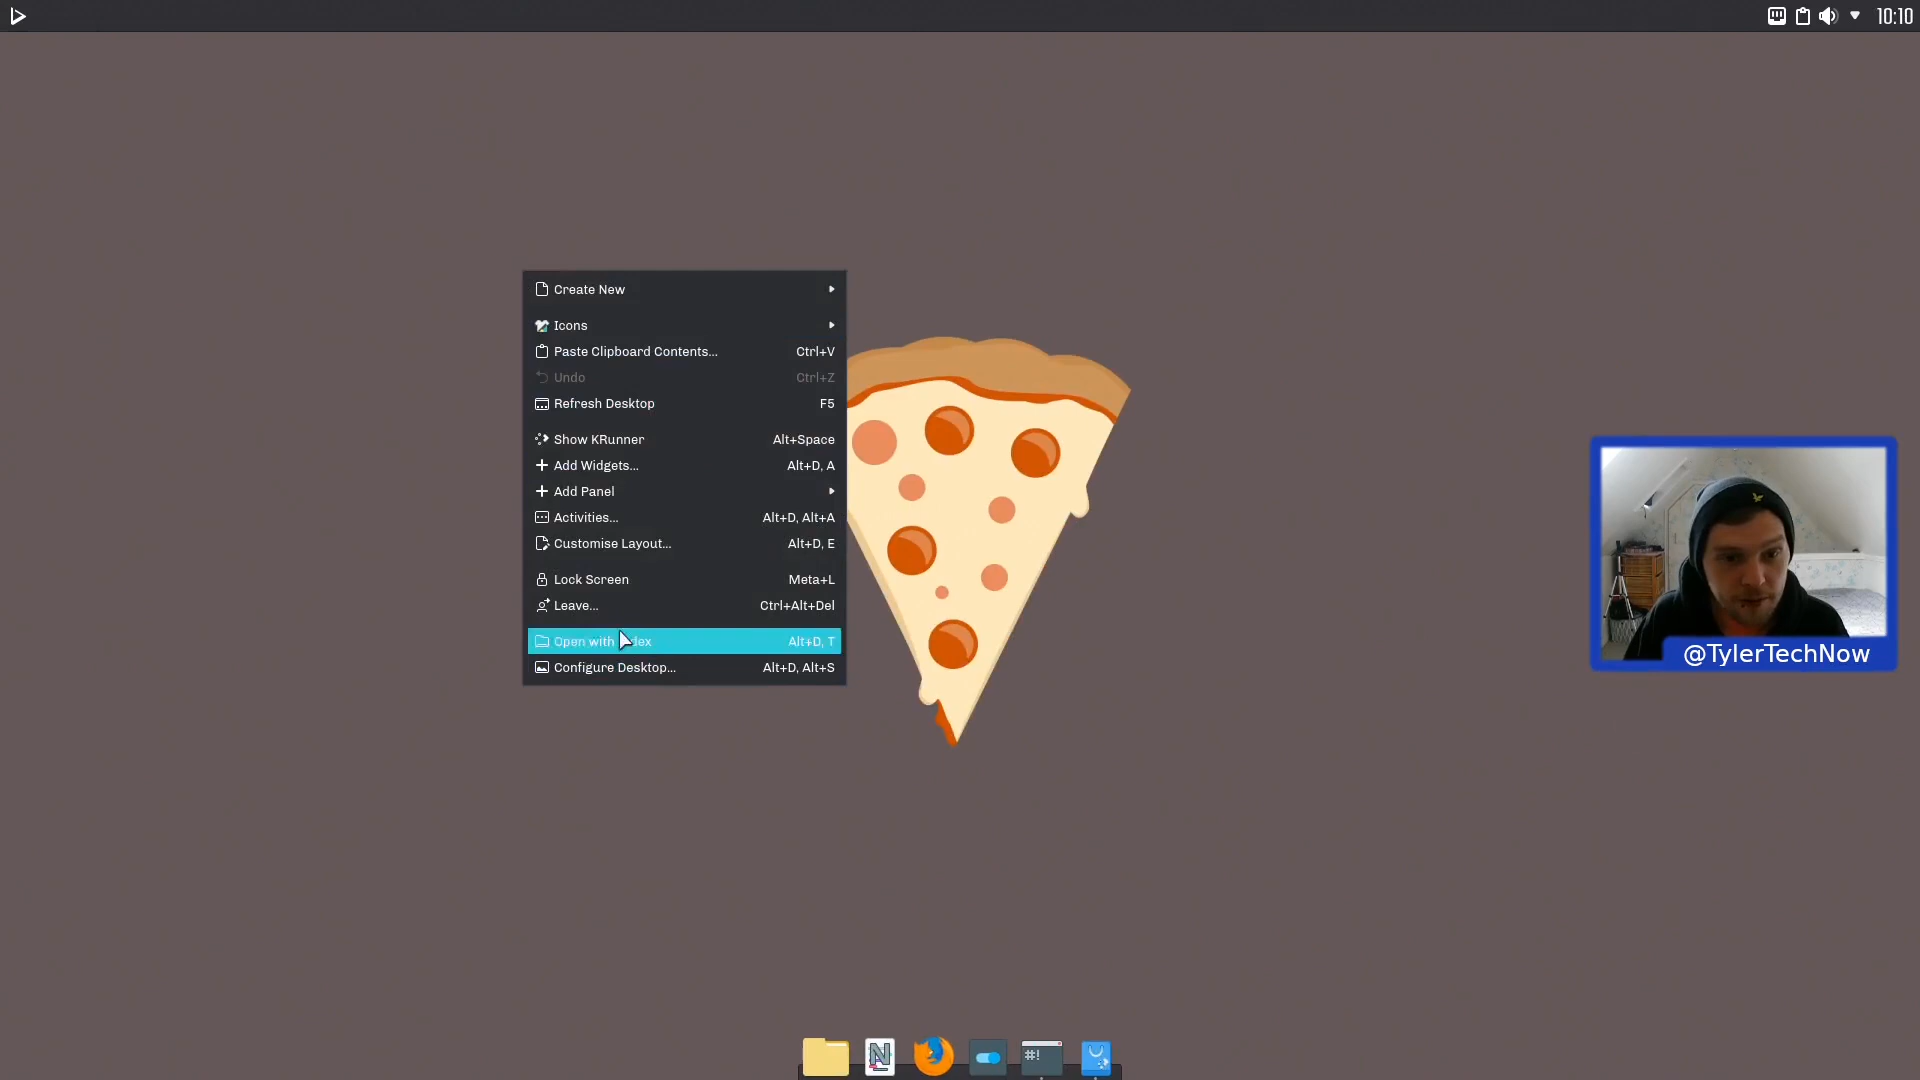 10:10
Create New
Icons
Paste Clipboard Contents... Ctrl+V
Undo Ctrl+Z
Refresh Desktop F5
Show KRunner Alt+Space
Add Widgets... Alt+D, A
Add Panel
Activities... Alt+D, Alt+A
Customise Layout... Alt+D, E
Lock Screen Meta+L
Leave... Ctrl+Alt+Del
Open with Index Alt+D, T
Configure Desktop... Alt+D, Alt+S
@TylerTechNow
N
#!